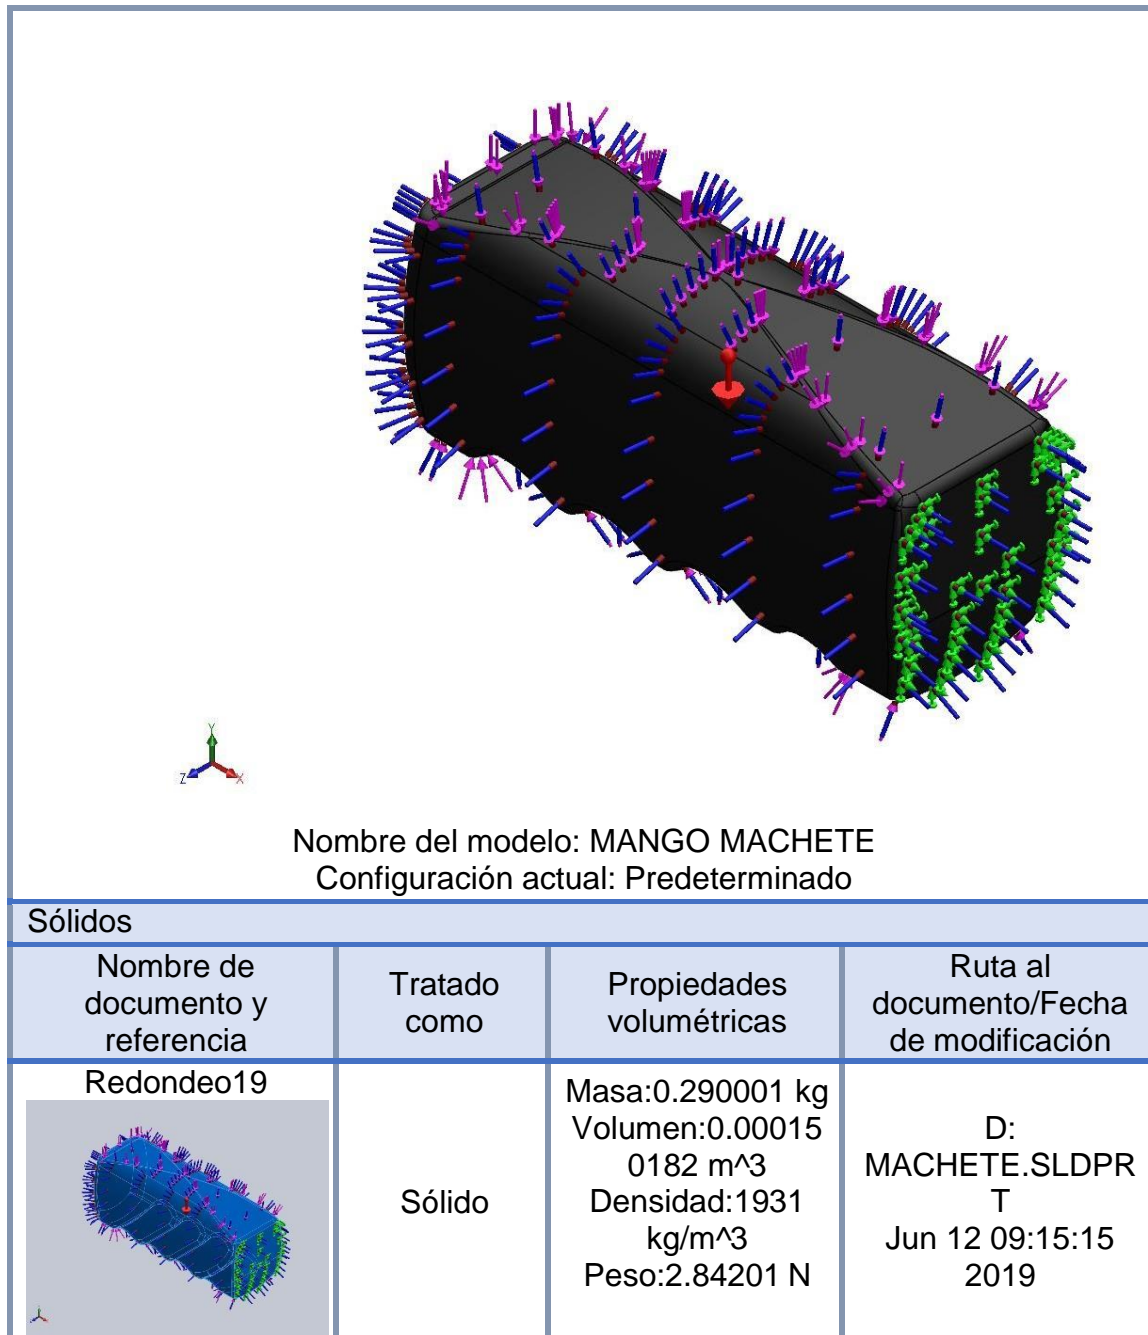 Y
Z
X
Nombre del modelo: MANGO MACHETE
Configuración actual: Predeterminado
Sólidos
Nombre de
documento y
referencia
Tratado
como
Propiedades
volumétricas
Ruta al
documento/Fecha
de modificación
Redondeo19
Sólido
Masa:0.290001 kg
Volumen:0.00015
0182 m^3
Densidad:1931
kg/m^3
Peso:2.84201 N
D:
MACHETE.SLDPR
T
Jun 12 09:15:15
2019